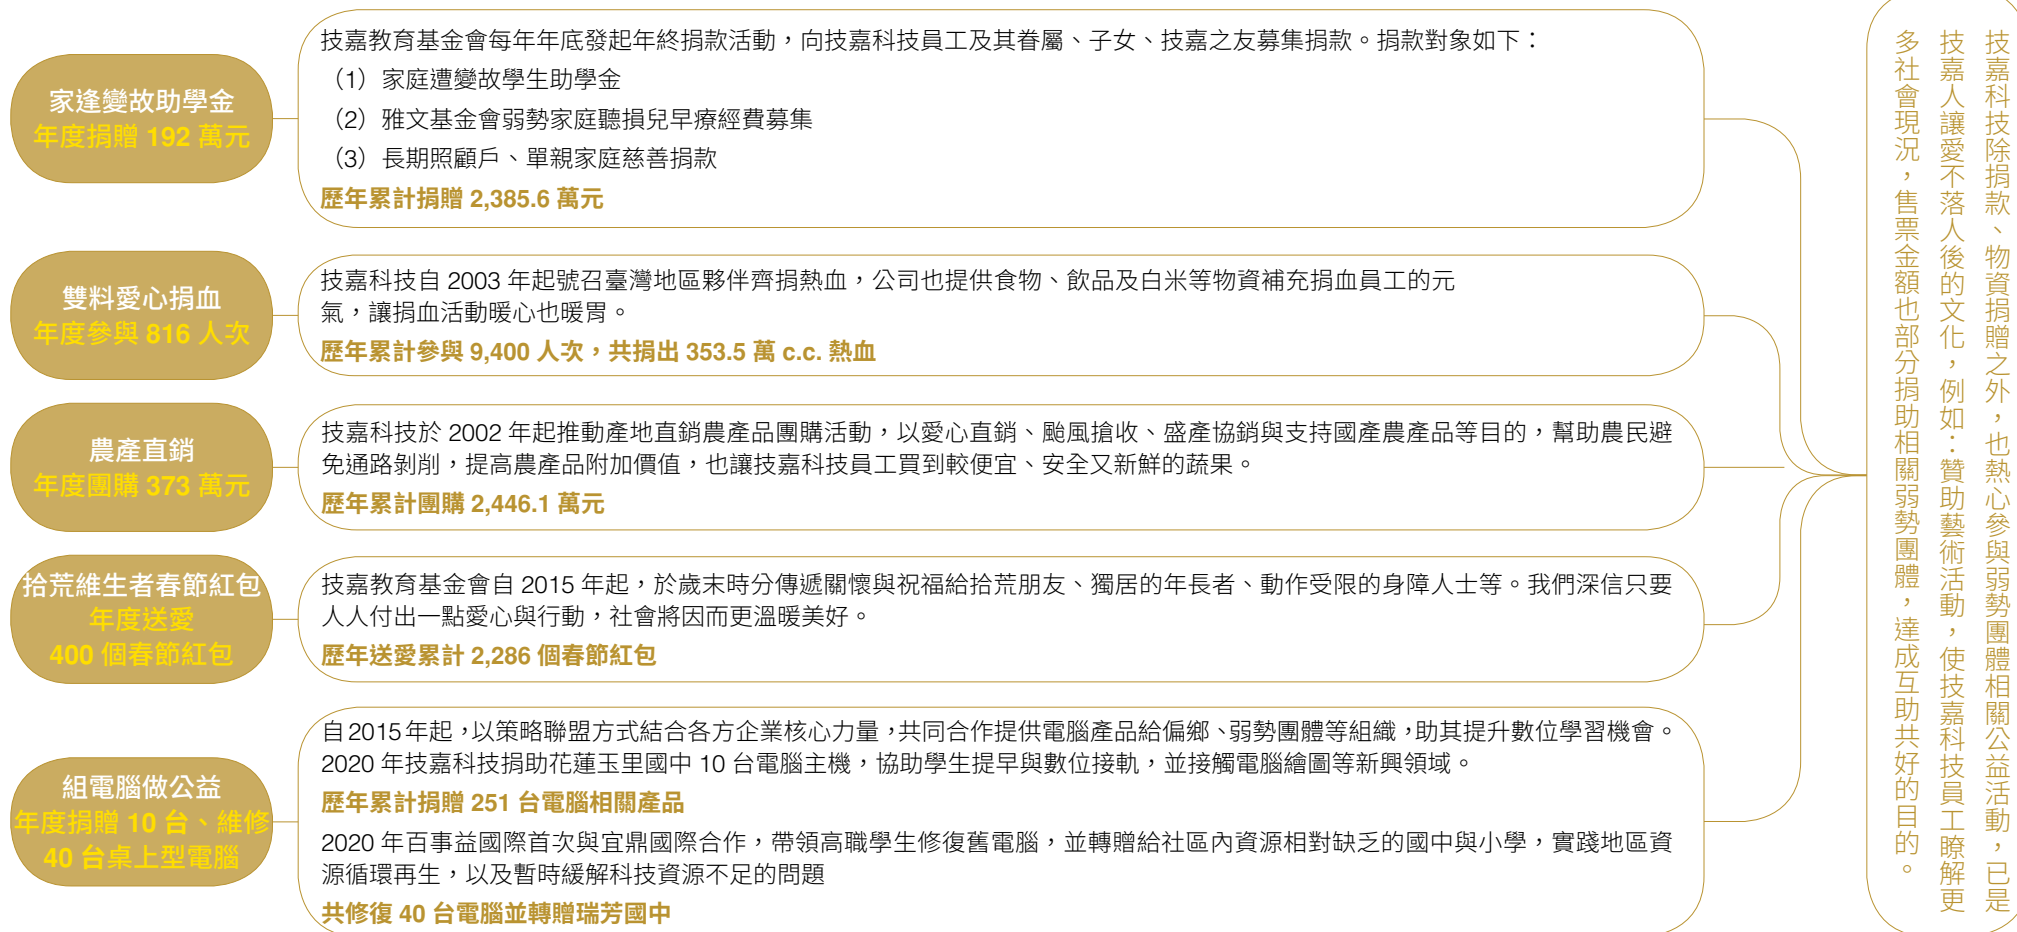 家逢變故助學金
年度捐贈 192 萬元
技嘉教育基金會每年年底發起年終捐款活動，向技嘉科技員工及其眷屬、子女、技嘉之友募集捐款。捐款對象如下：
（1）家庭遭變故學生助學金
（2）雅文基金會弱勢家庭聽損兒早療經費募集
（3）長期照顧戶、單親家庭慈善捐款
歷年累計捐贈 2,385.6 萬元
雙料愛心捐血
年度參與 816 人次
技嘉科技自 2003 年起號召臺灣地區夥伴齊捐熱血，公司也提供食物、飲品及白米等物資補充捐血員工的元
氣，讓捐血活動暖心也暖胃。
歷年累計參與 9,400 人次，共捐出 353.5 萬 c.c. 熱血
農產直銷
年度團購 373 萬元
技嘉科技於 2002 年起推動產地直銷農產品團購活動，以愛心直銷、颱風搶收、盛產協銷與支持國產農產品等目的，幫助農民避
免通路剝削，提高農產品附加價值，也讓技嘉科技員工買到較便宜、安全又新鮮的蔬果。
歷年累計團購 2,446.1 萬元
拾荒維生者春節紅包
年度送愛
400 個春節紅包
技嘉教育基金會自 2015 年起，於歲末時分傳遞關懷與祝福給拾荒朋友、獨居的年長者、動作受限的身障人士等。我們深信只要
人人付出一點愛心與行動，社會將因而更溫暖美好。
歷年送愛累計 2,286 個春節紅包
組電腦做公益
年度捐贈 10 台、維修
40 台桌上型電腦
自 2015 年起，以策略聯盟方式結合各方企業核心力量，共同合作提供電腦產品給偏鄉、弱勢團體等組織，助其提升數位學習機會。
2020 年技嘉科技捐助花蓮玉里國中 10 台電腦主機，協助學生提早與數位接軌，並接觸電腦繪圖等新興領域。
歷年累計捐贈 251 台電腦相關產品
2020 年百事益國際首次與宜鼎國際合作，帶領高職學生修復舊電腦，並轉贈給社區內資源相對缺乏的國中與小學，實踐地區資
源循環再生，以及暫時緩解科技資源不足的問題
共修復 40 台電腦並轉贈瑞芳國中
技嘉科技除捐款、物資捐贈之外，也熱心參與弱勢團體相關公益活動，已是
技嘉人讓愛不落人後的文化，例如：贊助藝術活動，使技嘉科技員工瞭解更
多社會現況，售票金額也部分捐助相關弱勢團體，達成互助共好的目的。